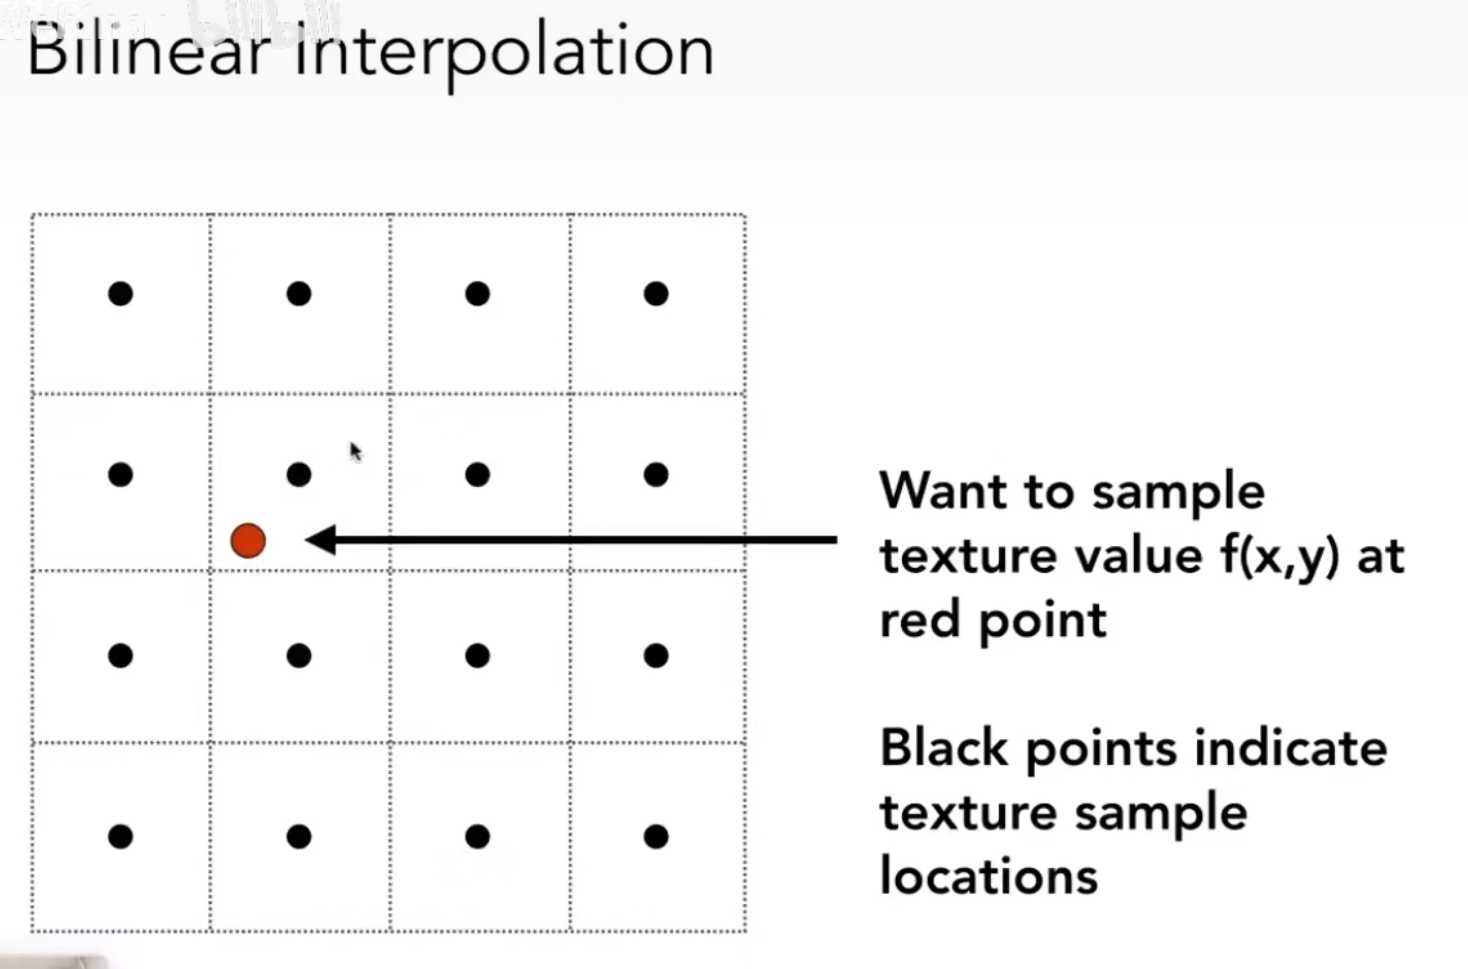 Bilinear Interpolation
Want to sample
texture value f(x,y) at
red point
Black points indicate
texture sample
locations